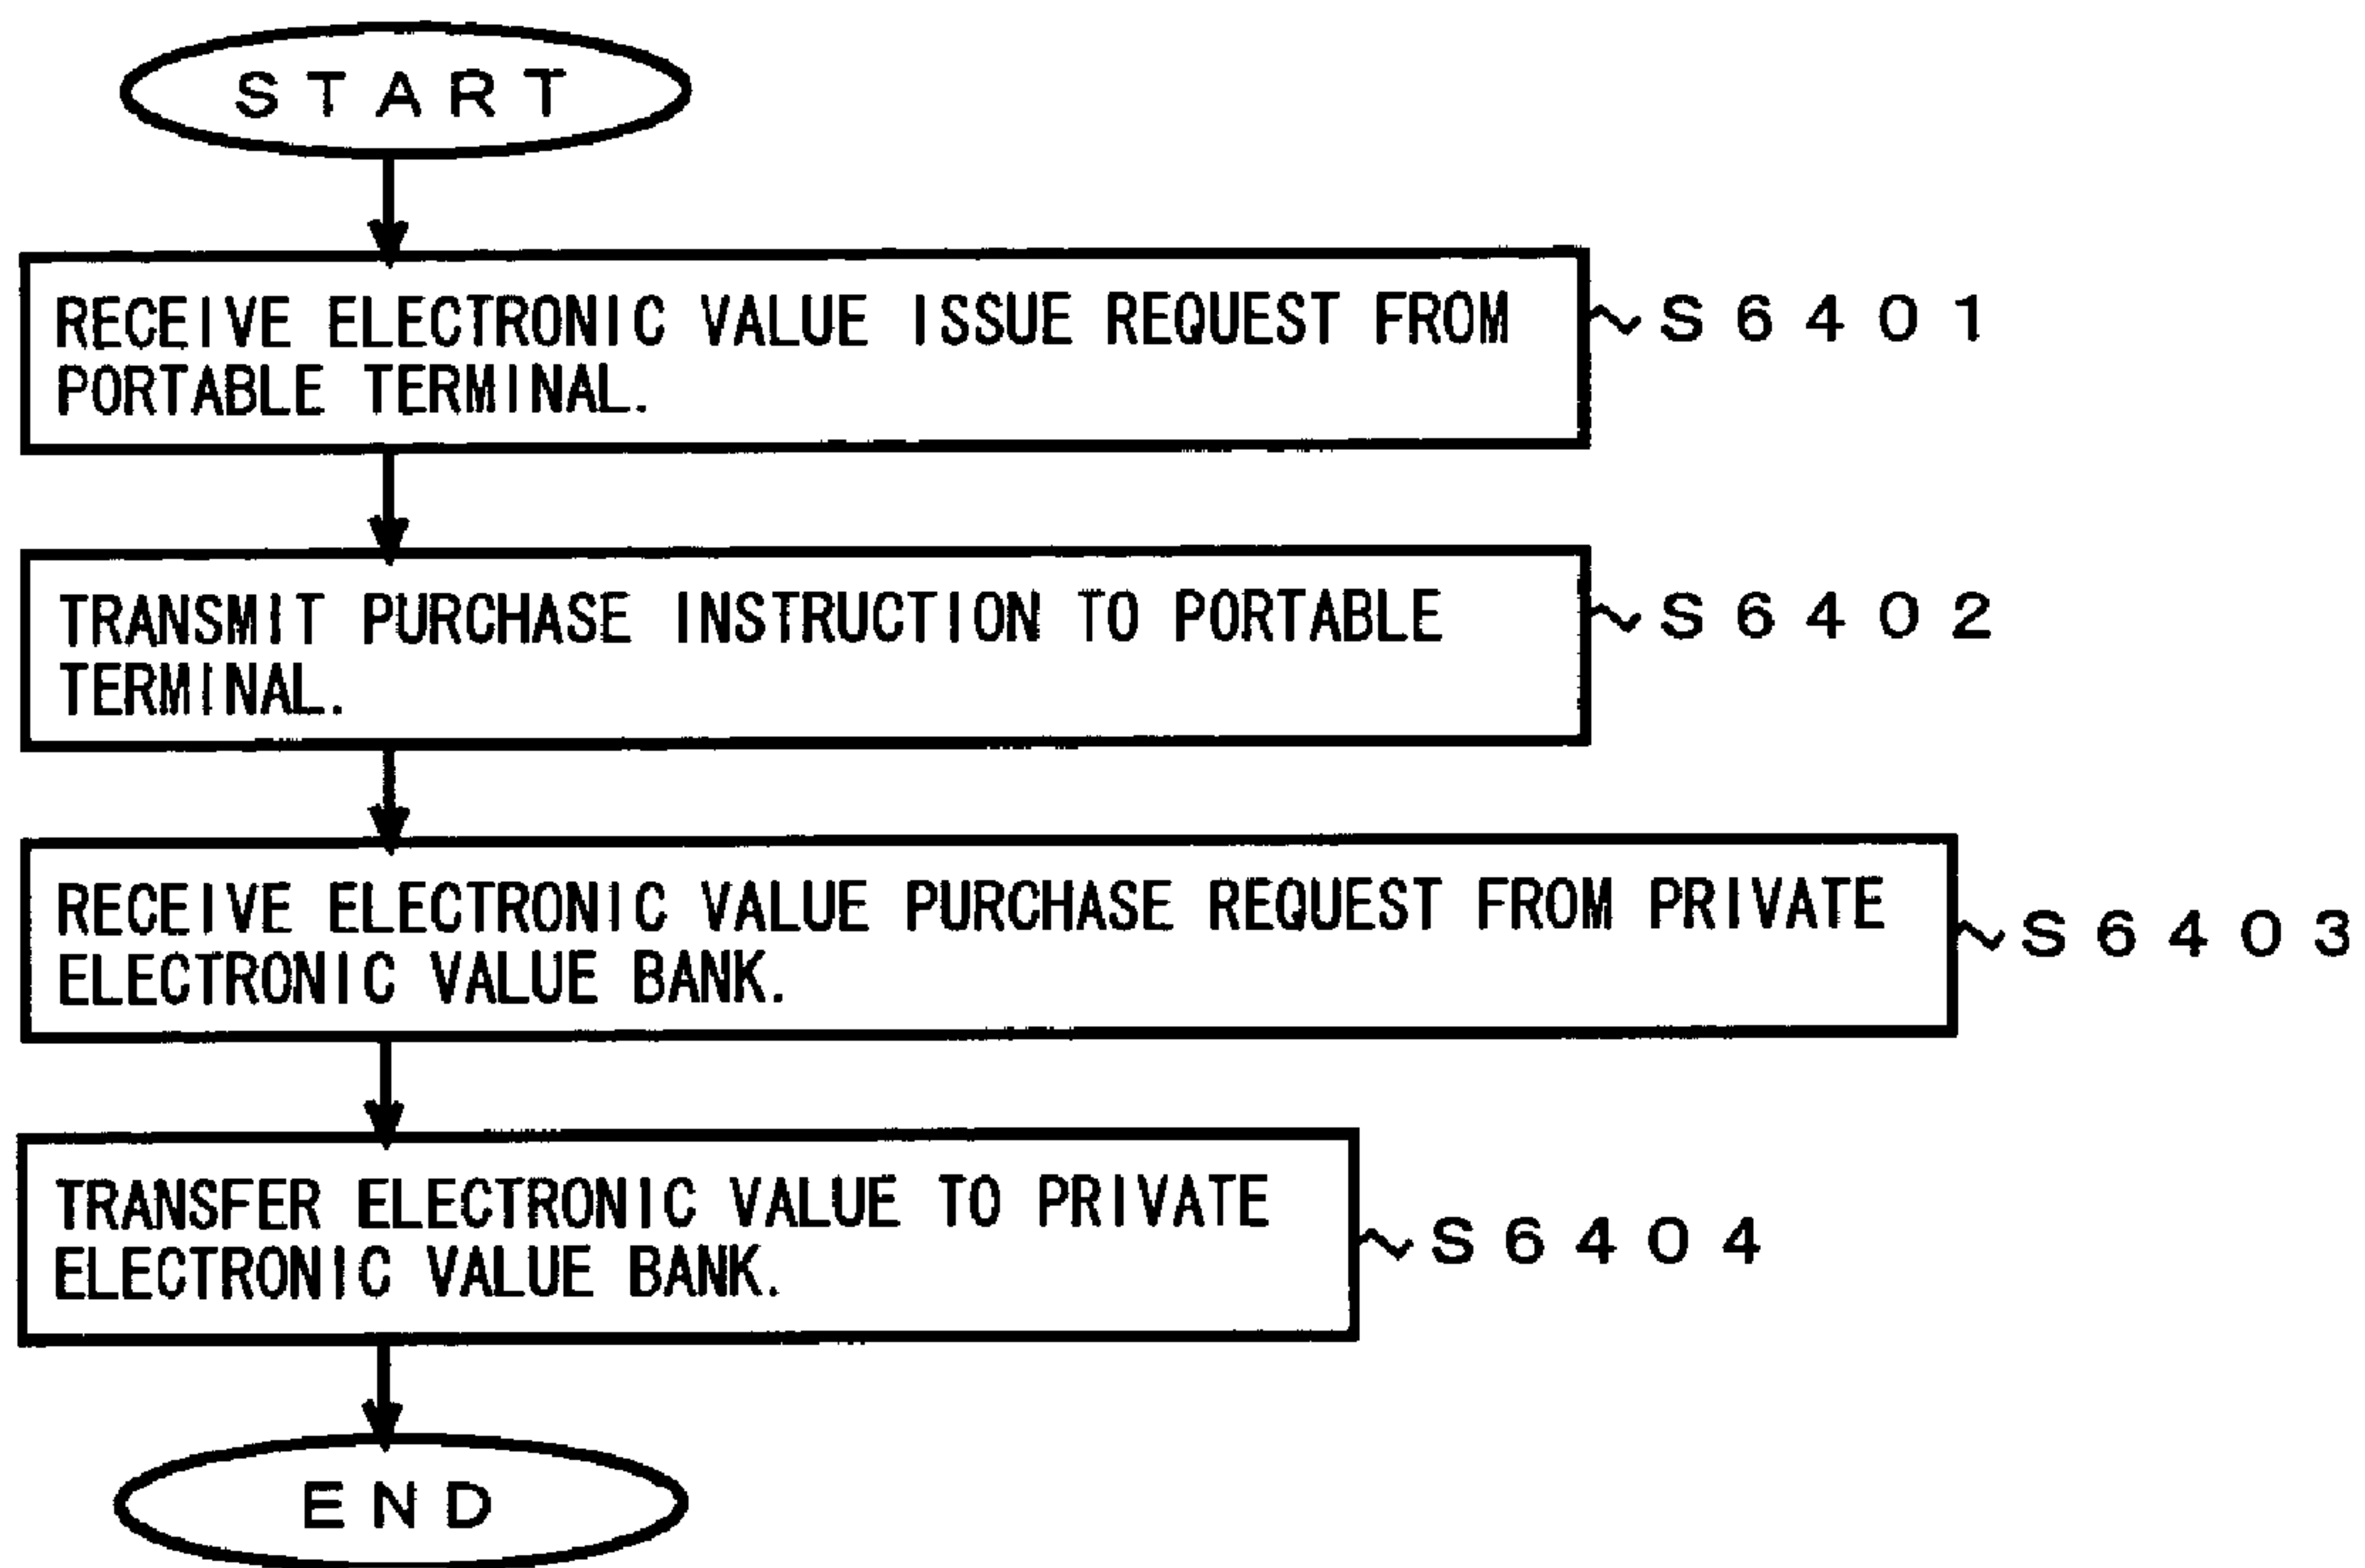 START
RECEIVE ELECTRONIC VALUE ISSUE REQUEST FROM
PORTABLE TERMINAL.
~S6401
TRANSMIT PURCHASE INSTRUCTION TO PORTABLE
TERMINAL.
~S6402
RECEIVE ELECTRONIC VALUE PURCHASE REQUEST FROM PRIVATE
ELECTRONIC VALUE BANK.
~S6403
TRANSFER ELECTRONIC VALUE TO PRIVATE
ELECTRONIC VALUE BANK.
~S6404
END